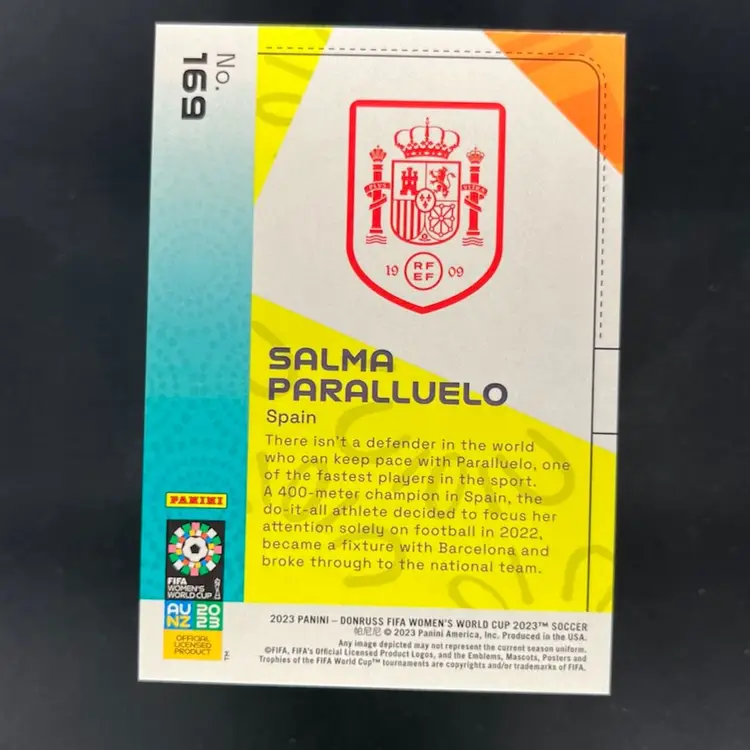 No. 169
PLUS VLTRA
19 RF 09
EF
SALMA
PARALLUELO
Spain
There isn't a defender in the world
who can keep pace with Paralluelo, one
of the fastest players in the sport.
A 400-meter champion in Spain, the
do-it-all athlete decided to focus her
attention solely on football in 2022,
became a fixture with Barcelona and
broke through to the national team.
PANINI
FIFA
WOMEN'S
WORLD CUP
AU 20
NZ 23
OFFICIAL
LICENSED
PRODUCT
™
2023 PANINI – DONRUSS FIFA WOMEN'S WORLD CUP 2023™ SOCCER
帕尼尼 © 2023 Panini America, Inc. Produced in the USA.
Any image depicted may not represent the current season uniform.
©FIFA, FIFA's Official Licensed Product Logos, and the Emblems, Mascots, Posters and
Trophies of the FIFA World Cup™ tournaments are copyrights and/or trademarks of FIFA.